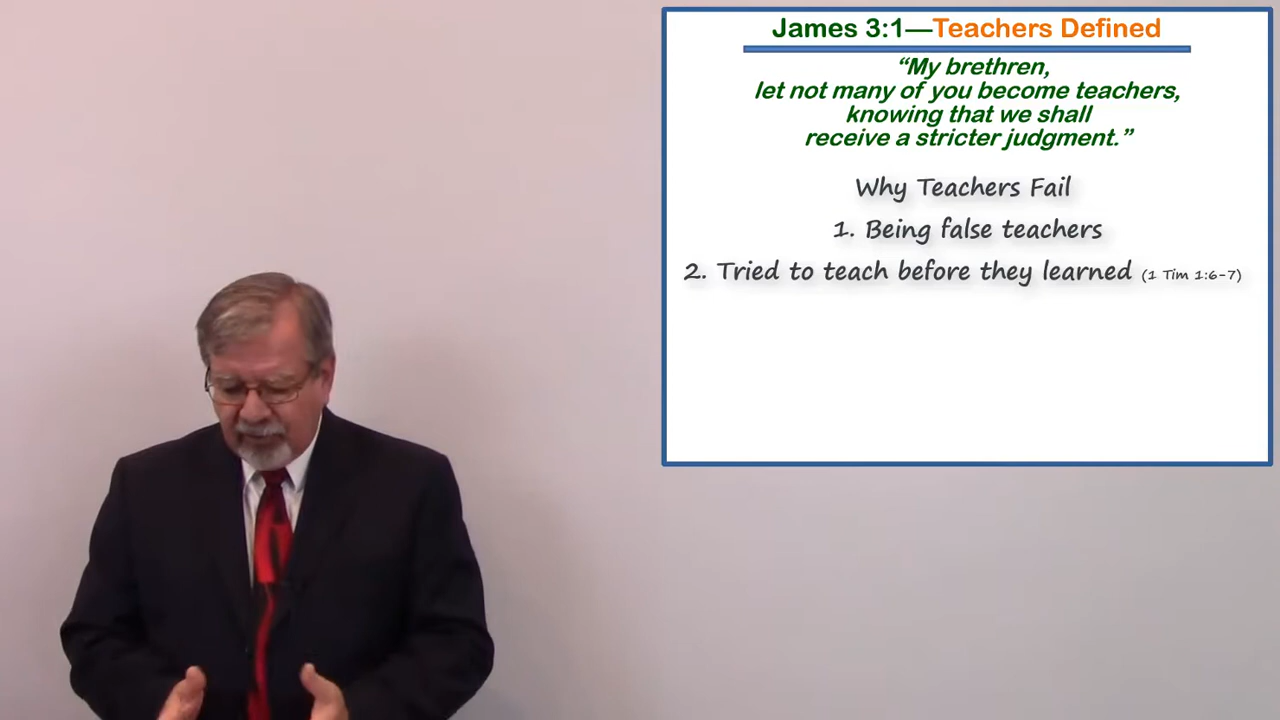 James 3:1—Teachers Defined
“My brethren,
let not many of you become teachers,
knowing that we shall
receive a stricter judgment.”
Why Teachers Fail
1. Being false teachers
2. Tried to teach before they learned (1 Tim 1:6-7)